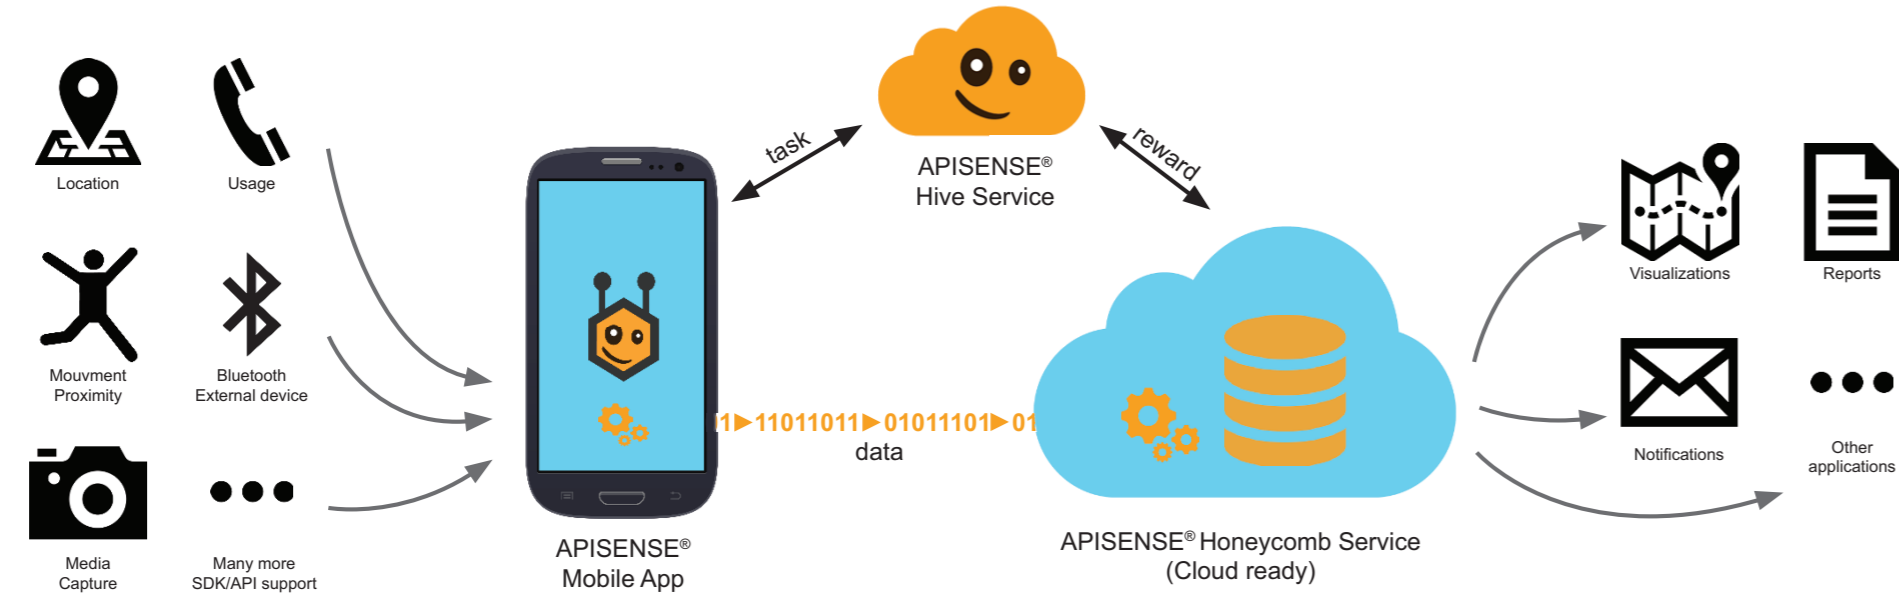 Location
Usage
Mouvment
Proximity
Bluetooth
External device
Media
Capture
Many more
SDK/API support
APISENSE®
Mobile App
task
APISENSE®
Hive Service
reward
1▶11011011▶01011101▶01
data
APISENSE® Honeycomb Service
(Cloud ready)
Visualizations
Reports
Notifications
Other
applications